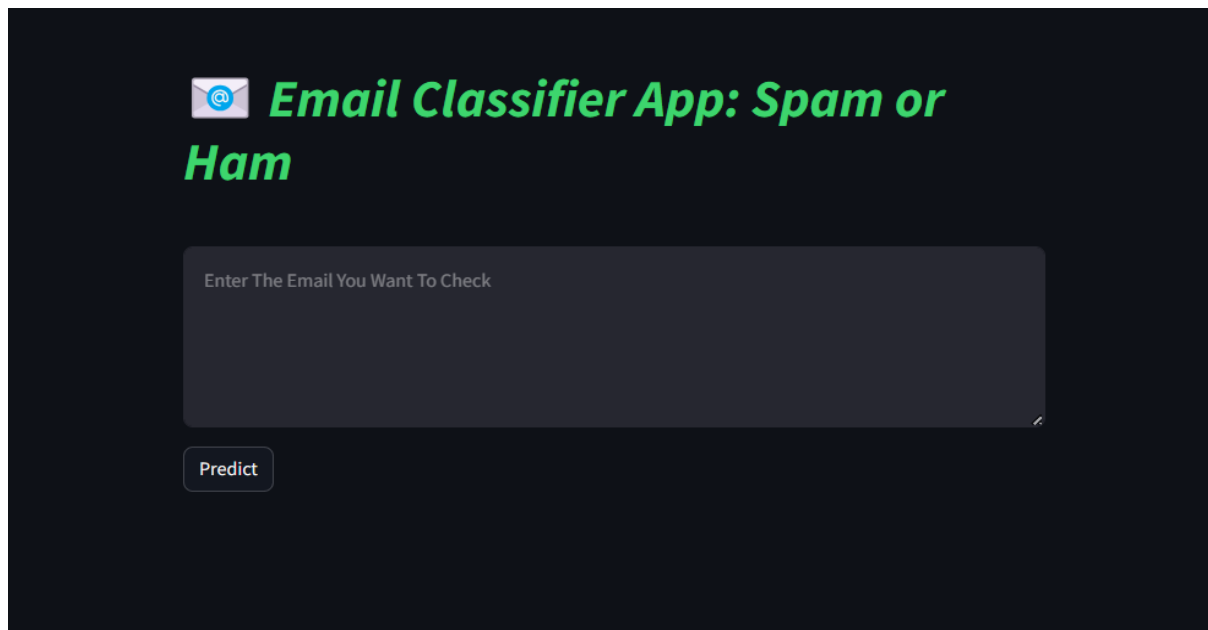 Email Classifier App: Spam or
Ham
Enter The Email You Want To Check
Predict